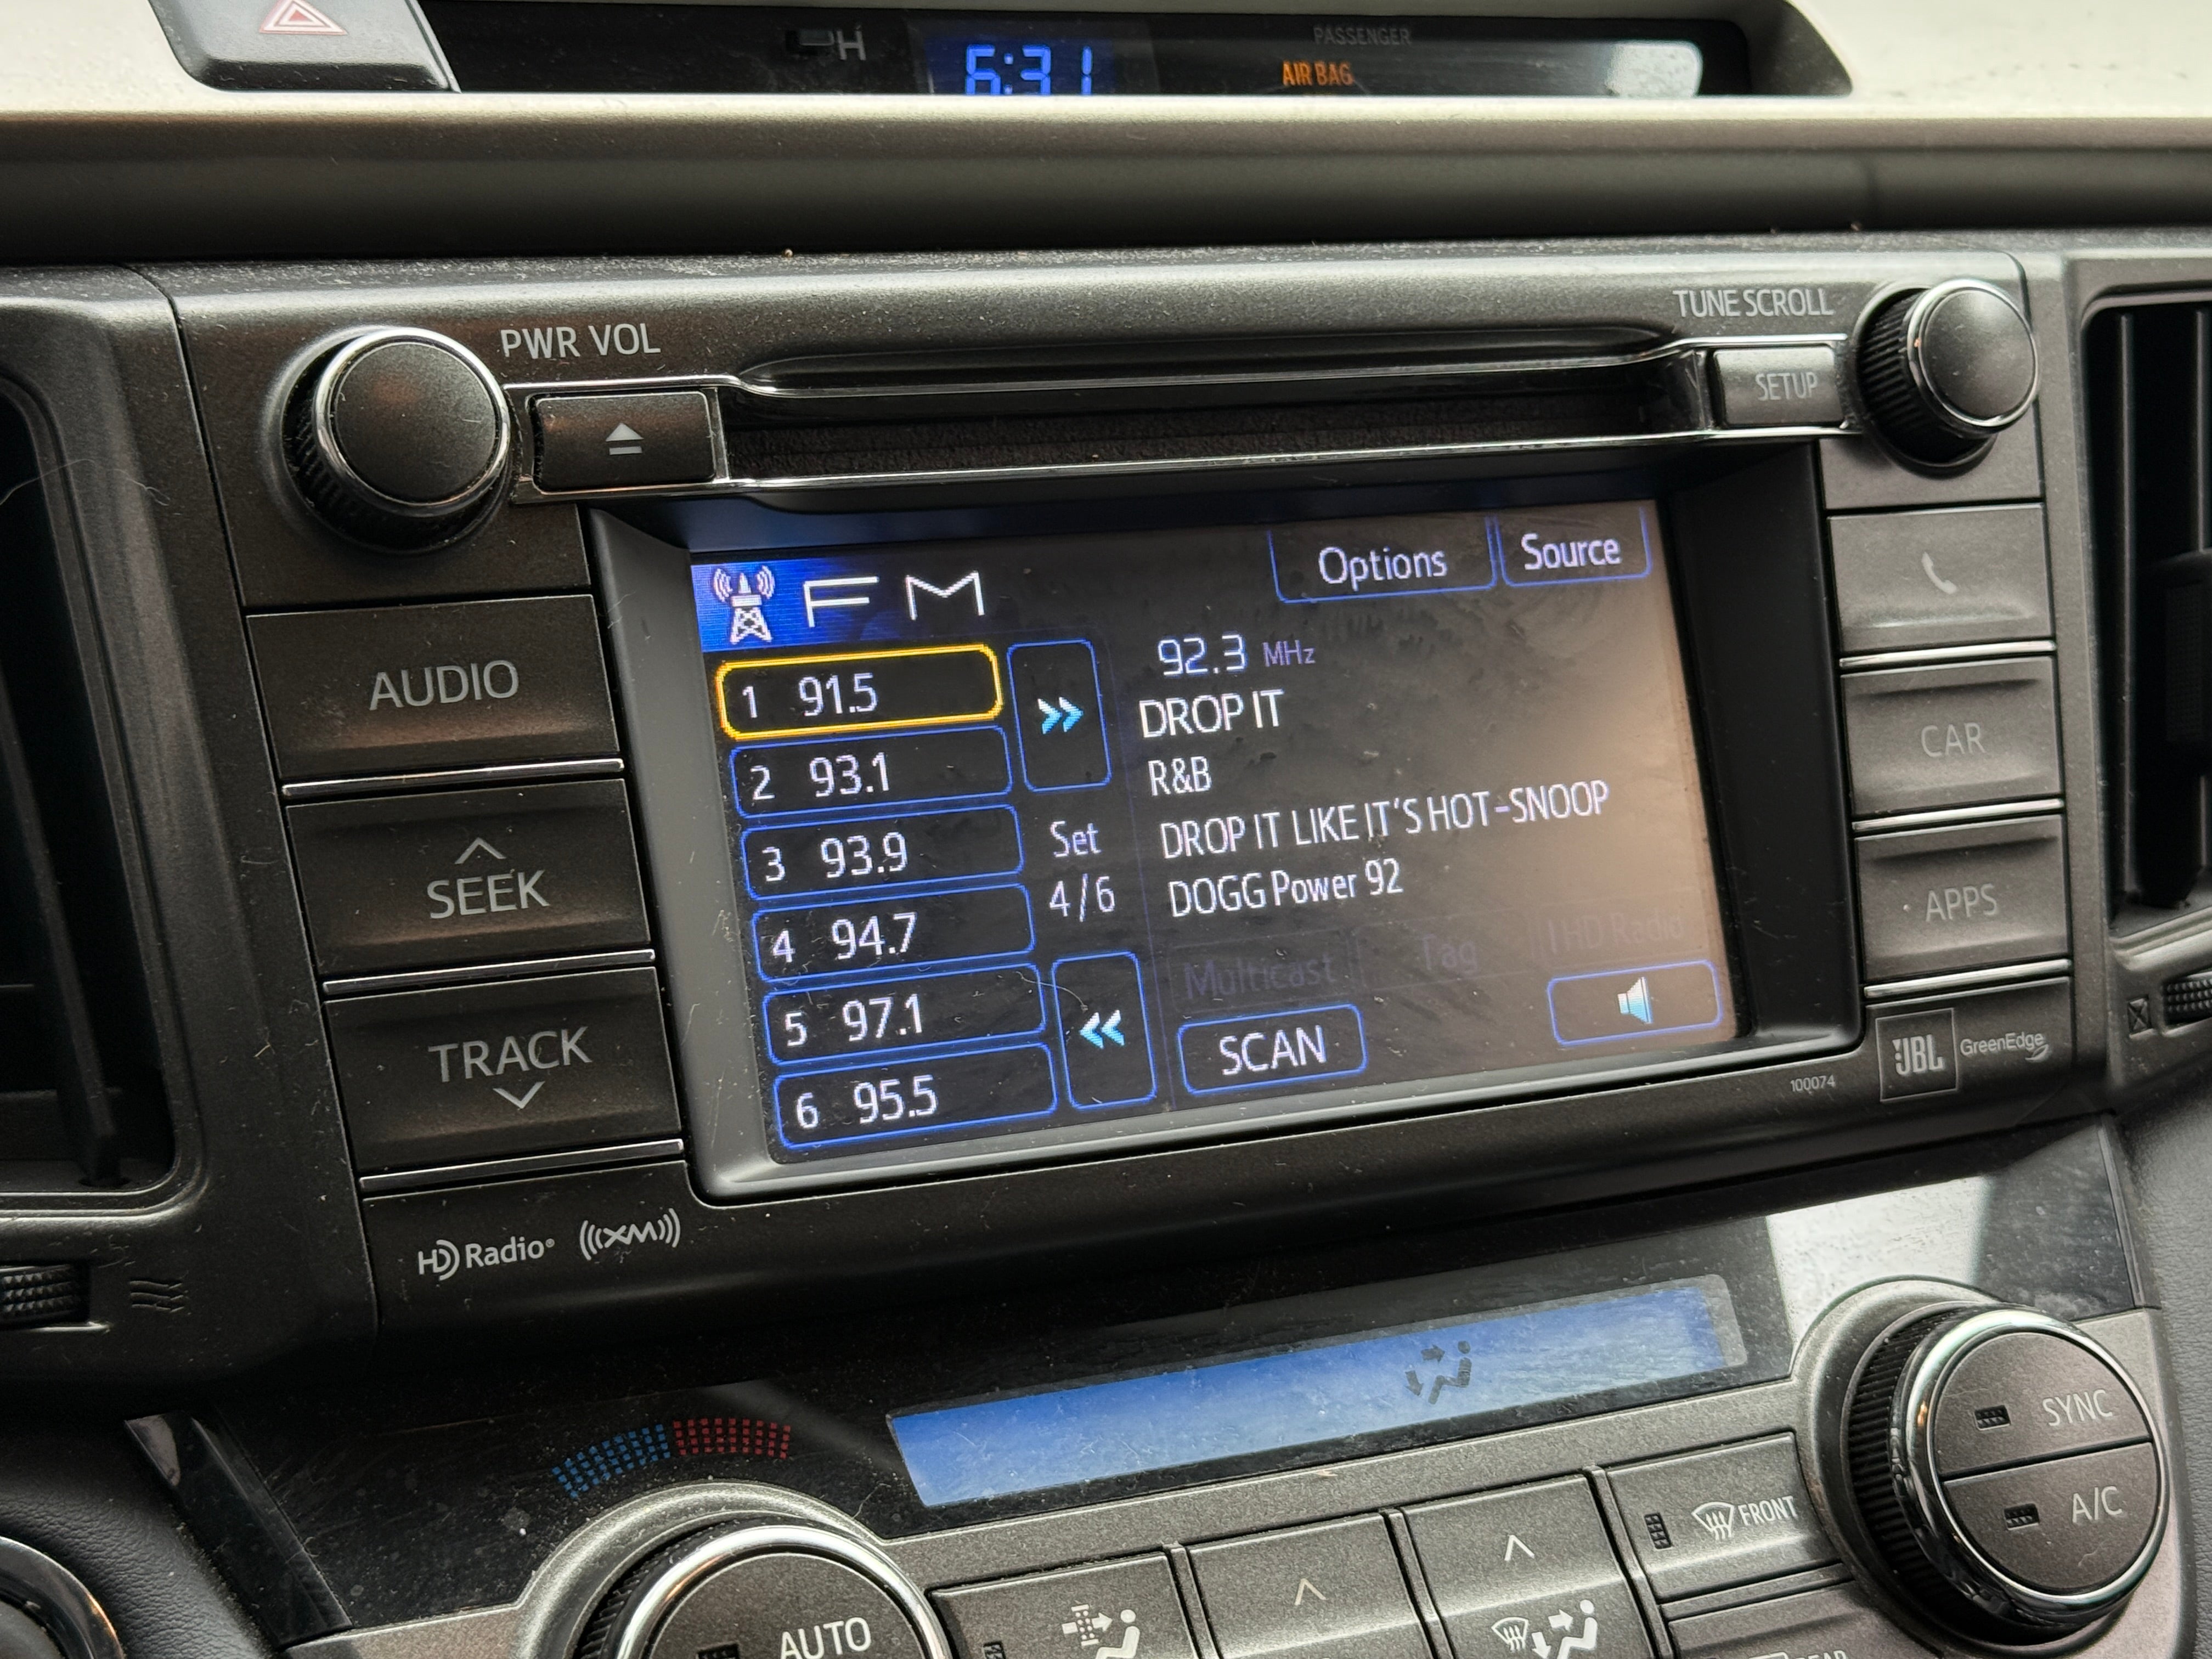 H
6:31
PASSENGER
AIR BAG
PWR VOL
TUNE SCROLL
SETUP
AUDIO
SEEK
TRACK
HD Radio®
((XM))
FM
Options
Source
1 91.5
2 93.1
3 93.9
4 94.7
5 97.1
6 95.5
Set
4/6
92.3 MHz
DROP IT
R&B
DROP IT LIKE IT'S HOT-SNOOP
DOGG Power 92
Multicast
Tag
HD Radio
SCAN
CAR
APPS
100074
JBL
GreenEdge
SYNC
A/C
FRONT
AUTO